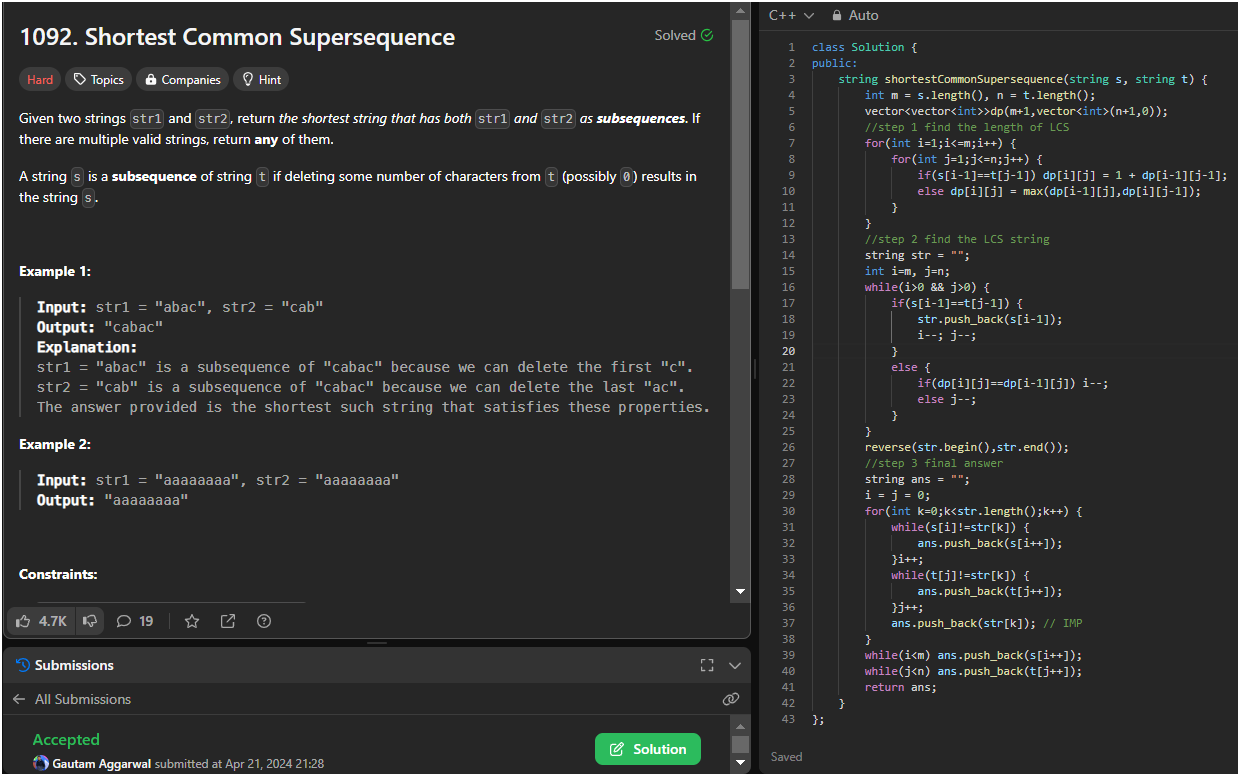 1092. Shortest Common Supersequence
Solved
Hard Topics Companies Hint
Given two strings str1 and str2, return the shortest string that has both str1 and str2 as subsequences. If
there are multiple valid strings, return any of them.
A string s is a subsequence of string t if deleting some number of characters from t (possibly 0) results in
the string s.
Example 1:
Input: str1 = "abac", str2 = "cab"
Output: "cabac"
Explanation:
str1 = "abac" is a subsequence of "cabac" because we can delete the first "c".
str2 = "cab" is a subsequence of "cabac" because we can delete the last "ac".
The answer provided is the shortest such string that satisfies these properties.
Example 2:
Input: str1 = "aaaaaaaa", str2 = "aaaaaaaa"
Output: "aaaaaaaa"
Constraints:
4.7K 19
Submissions
All Submissions
Accepted
Gautam Aggarwal submitted at Apr 21, 2024 21:28
Solution
C++ Auto
1 class Solution {
2 public:
3     string shortestCommonSupersequence(string s, string t) {
4         int m = s.length(), n = t.length();
5         vector<vector<int>>dp(m+1,vector<int>(n+1,0));
6         //step 1 find the length of LCS
7         for(int i=1;i<=m;i++) {
8             for(int j=1;j<=n;j++) {
9                 if(s[i-1]==t[j-1]) dp[i][j] = 1 + dp[i-1][j-1];
10                 else dp[i][j] = max(dp[i-1][j],dp[i][j-1]);
11             }
12         }
13         //step 2 find the LCS string
14         string str = "";
15         int i=m, j=n;
16         while(i>0 && j>0) {
17             if(s[i-1]==t[j-1]) {
18                 str.push_back(s[i-1]);
19                 i--; j--;
20             }
21             else {
22                 if(dp[i][j]==dp[i-1][j]) i--;
23                 else j--;
24             }
25         }
26         reverse(str.begin(),str.end());
27         //step 3 final answer
28         string ans = "";
29         i = j = 0;
30         for(int k=0;k<str.length();k++) {
31             while(s[i]!=str[k]) {
32                 ans.push_back(s[i++]);
33             }i++;
34             while(t[j]!=str[k]) {
35                 ans.push_back(t[j++]);
36             }j++;
37             ans.push_back(str[k]); // IMP
38         }
39         while(i<m) ans.push_back(s[i++]);
40         while(j<n) ans.push_back(t[j++]);
41         return ans;
42     }
43 };
Saved